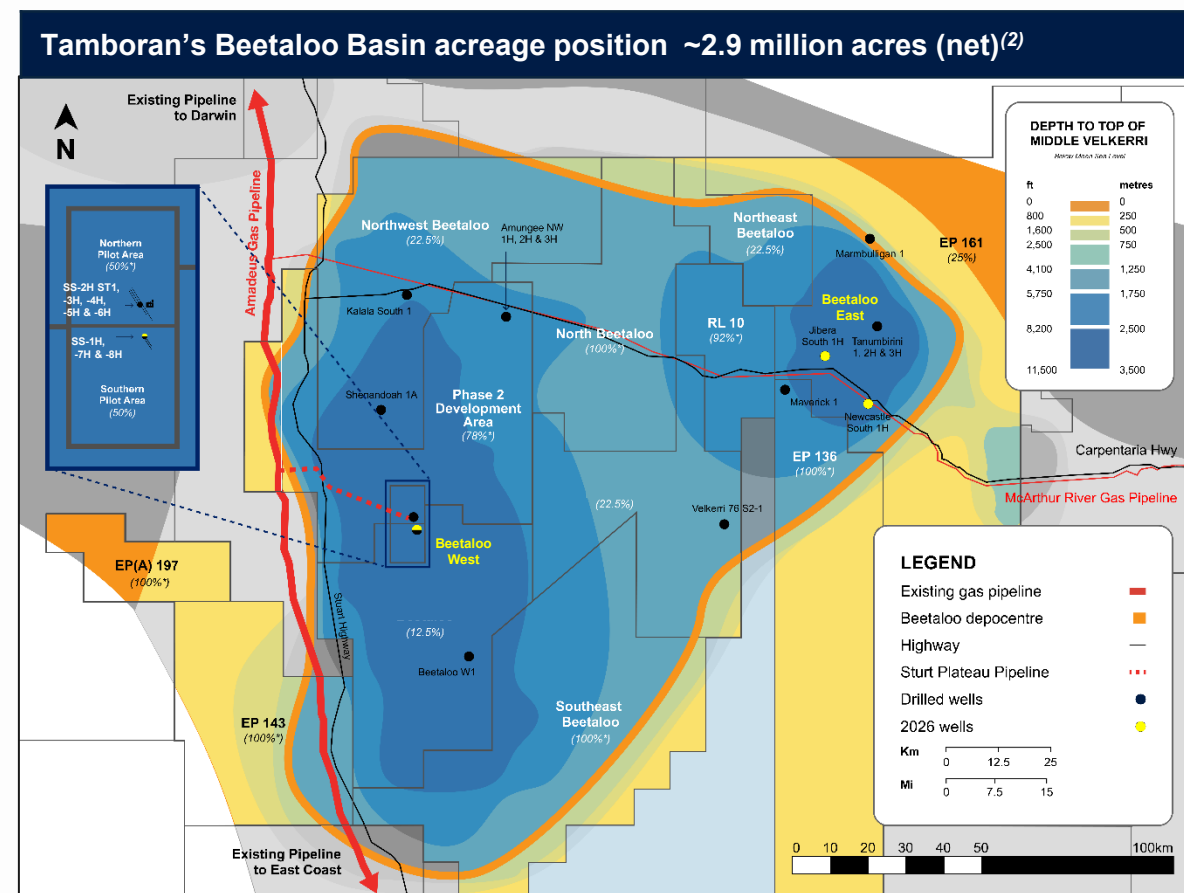 Tamboran's Beetaloo Basin acreage position ~2.9 million acres (net)(2)
Existing Pipeline
to Darwin
N
Amadeus Gas Pipeline
Northern
Pilot Area
(50%*)
SS-2H ST1,
-3H, -4H,
-5H & -6H
SS-1H,
-7H & -8H
Southern
Pilot Area
(50%)
Northwest Beetaloo
(22.5%)
Amungee NW
1H, 2H & 3H
Kalala South 1
Northeast
Beetaloo
(22.5%)
Marmbulligan 1
EP 161
(25%)
Beetaloo
East
Jibera
South 1H
Tanumbirini
1, 2H & 3H
North Beetaloo
(100%*)
RL 10
(92%*)
Shenandoah 1A
Phase 2
Development
Area
(78%*)
Maverick 1
Newcastle
South 1H
EP 136
(100%*)
Carpentaria Hwy
McArthur River Gas Pipeline
(22.5%)
Velkerri 76 S2-1
Beetaloo
West
EP(A) 197
(100%*)
Stuart Highway
(12.5%)
Beetaloo W1
Southeast
Beetaloo
(100%*)
EP 143
(100%*)
Existing Pipeline
to East Coast
DEPTH TO TOP OF
MIDDLE VELKERRI
Below Mean Sea Level
ft metres
0 0
800 250
1,600 500
2,500 750
4,100 1,250
5,750 1,750
8,200 2,500
11,500 3,500
LEGEND
Existing gas pipeline
Beetaloo depocentre
Highway
Sturt Plateau Pipeline
Drilled wells
2026 wells
Km
0 12.5 25
Mi
0 7.5 15
0 10 20 30 40 50 100km